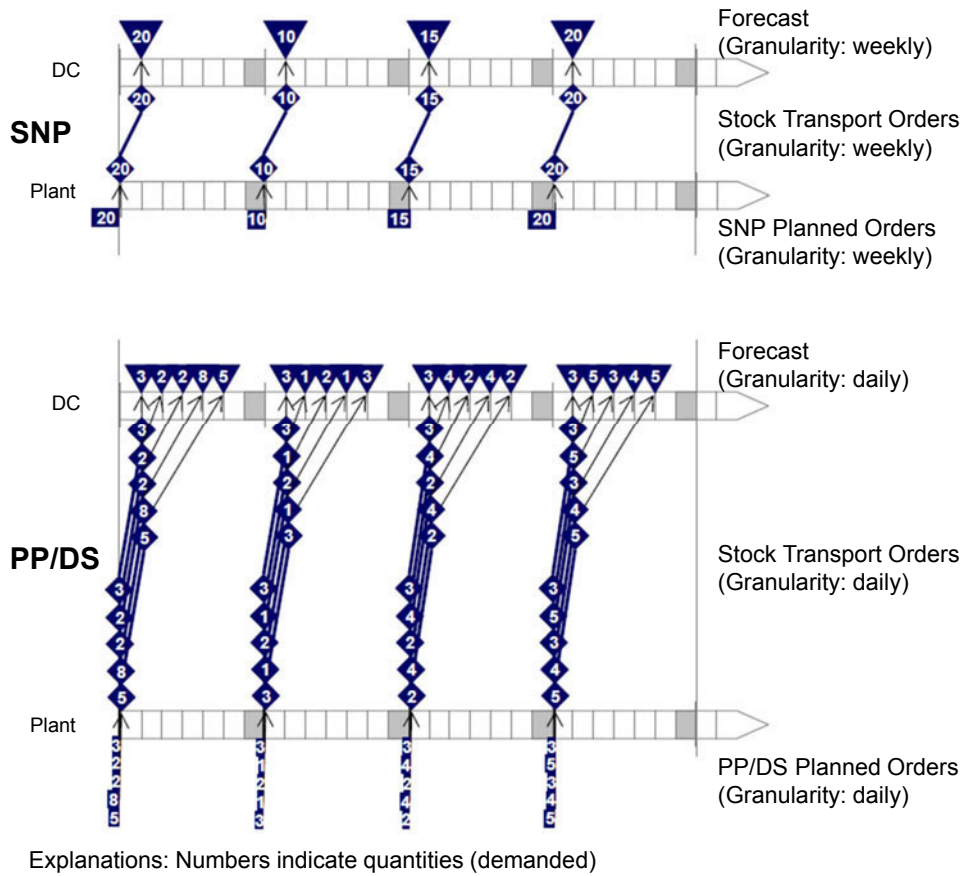 20 10 15 20
Forecast
(Granularity: weekly)
DC
20 10 15 20
SNP
Stock Transport Orders
(Granularity: weekly)
20 10 15 20
Plant
20 10 15 20
SNP Planned Orders
(Granularity: weekly)
Forecast
(Granularity: daily)
3 2 2 8 5 3 1 2 1 3 3 4 2 4 2 3 5 3 4 5
DC
3 3 3 3
2 1 4 5
2 2 2 3
8 1 4 4
5 3 2 5
PP/DS
Stock Transport Orders
(Granularity: daily)
3 3 3 3
2 1 4 5
2 2 2 3
8 1 4 4
5 3 2 5
Plant
3 3 3 3
2 1 4 5
2 2 2 3
8 1 4 4
5 3 2 5
PP/DS Planned Orders
(Granularity: daily)
Explanations: Numbers indicate quantities (demanded)